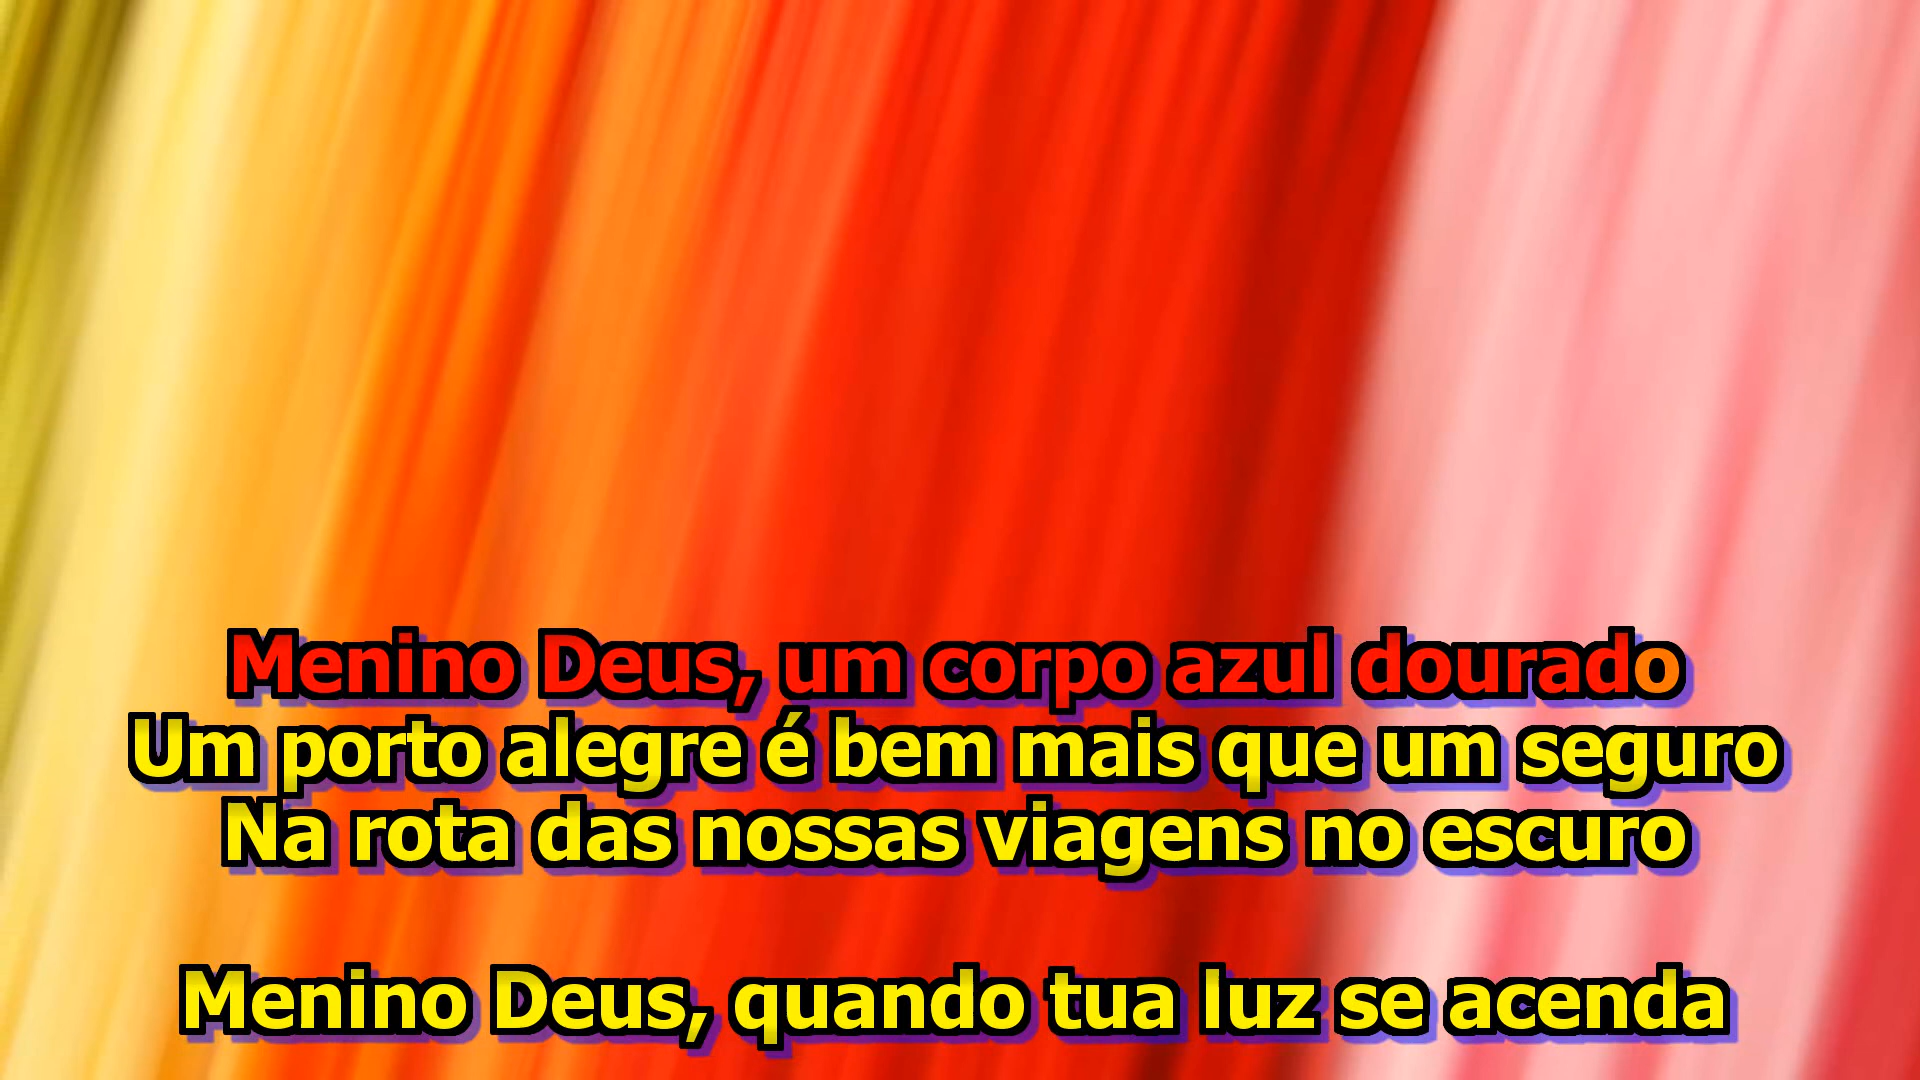 Menino Deus, um corpo azul dourado
Um porto alegre é bem mais que um seguro
Na rota das nossas viagens no escuro
Menino Deus, quando tua luz se acenda